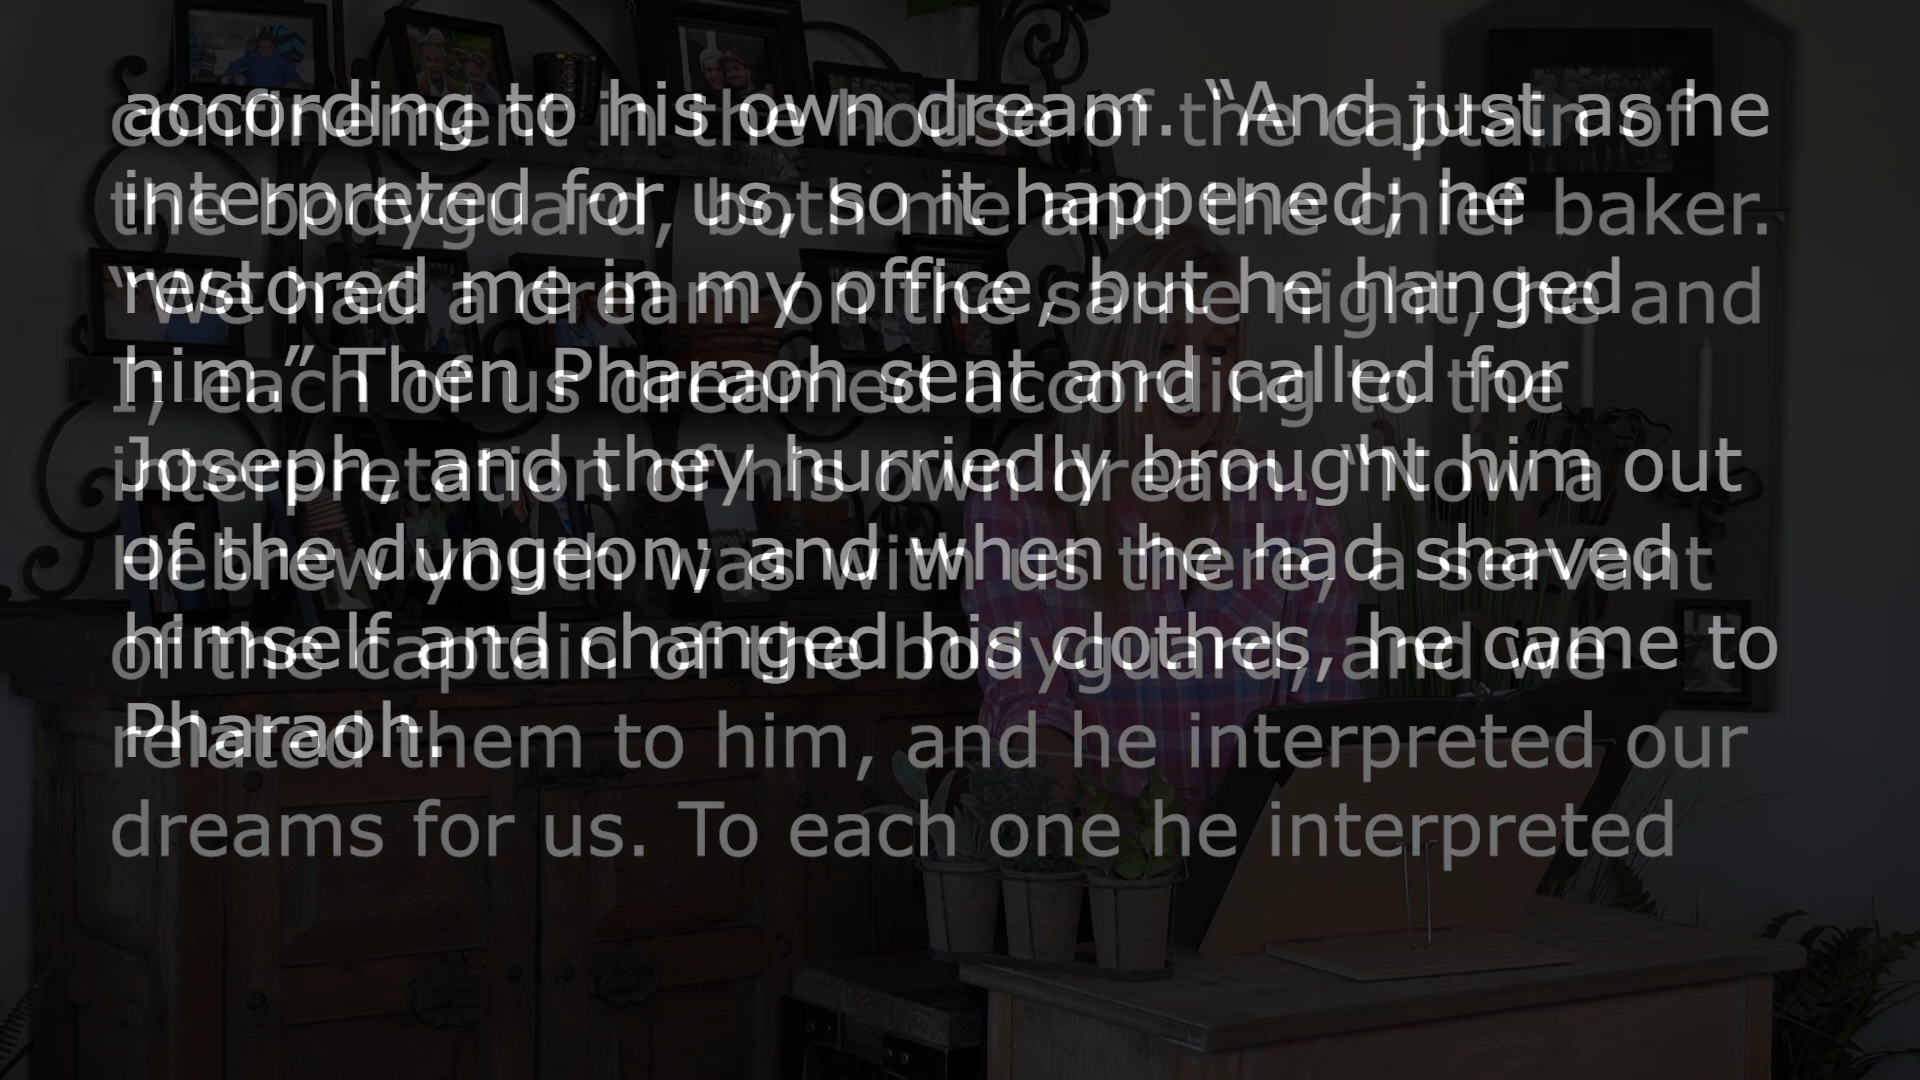 confinement in the house of the captain of
the bodyguard, both me and the chief baker.
“We had a dream on the same night, he and
I; each of us dreamed according to the
interpretation of his own dream. “Now a
Hebrew youth was with us there, a servant
of the captain of the bodyguard, and we
related them to him, and he interpreted our
dreams for us. To each one he interpreted
according to his own dream. “And just as he
interpreted for us, so it happened; he
restored me in my office, but he hanged
him.” Then Pharaoh sent and called for
Joseph, and they hurriedly brought him out
of the dungeon; and when he had shaved
himself and changed his clothes, he came to
Pharaoh.